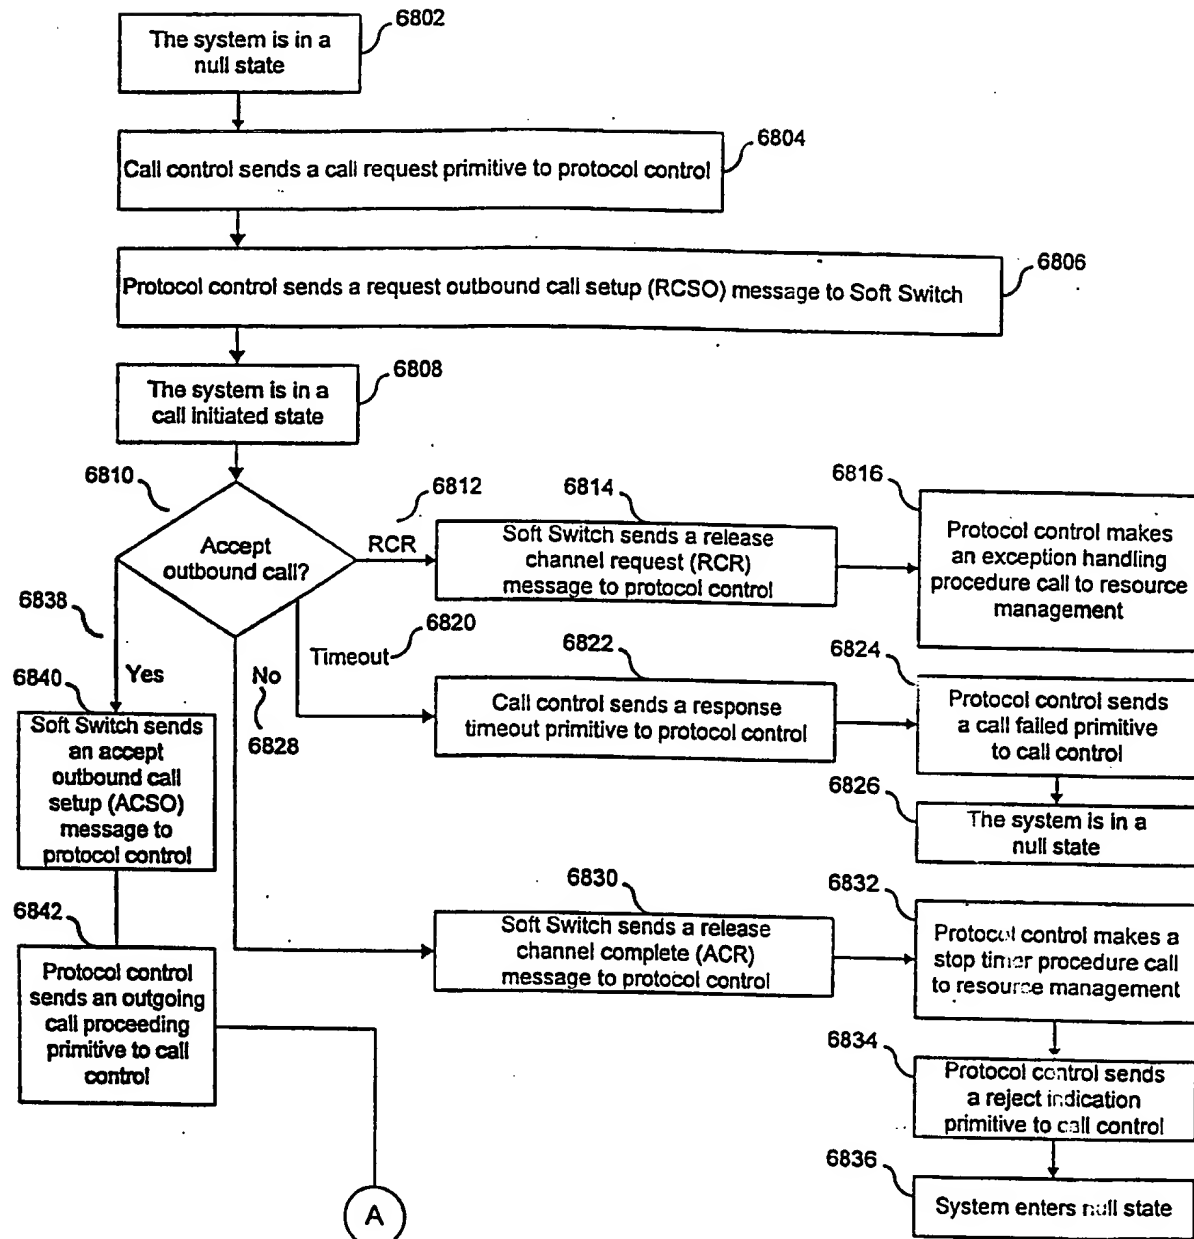 6802
The system is in a
null state
6804
Call control sends a call request primitive to protocol control
6806
Protocol control sends a request outbound call setup (RCSO) message to Soft Switch
6808
The system is in a
call initiated state
6810
Accept
outbound call?
6812
RCR
6814
Soft Switch sends a release
channel request (RCR)
message to protocol control
6816
Protocol control makes
an exception handling
procedure call to resource
management
6820
Timeout
6822
Call control sends a response
timeout primitive to protocol control
6824
Protocol control sends
a call failed primitive
to call control
6826
The system is in a
null state
No
6828
6830
Soft Switch sends a release
channel complete (ACR)
message to protocol control
6832
Protocol control makes a
stop timer procedure call
to resource management
6834
Protocol control sends
a reject indication
primitive to call control
6836
System enters null state
6838
Yes
6840
Soft Switch sends
an accept
outbound call
setup (ACSO)
message to
protocol control
6842
Protocol control
sends an outgoing
call proceeding
primitive to call
control
A